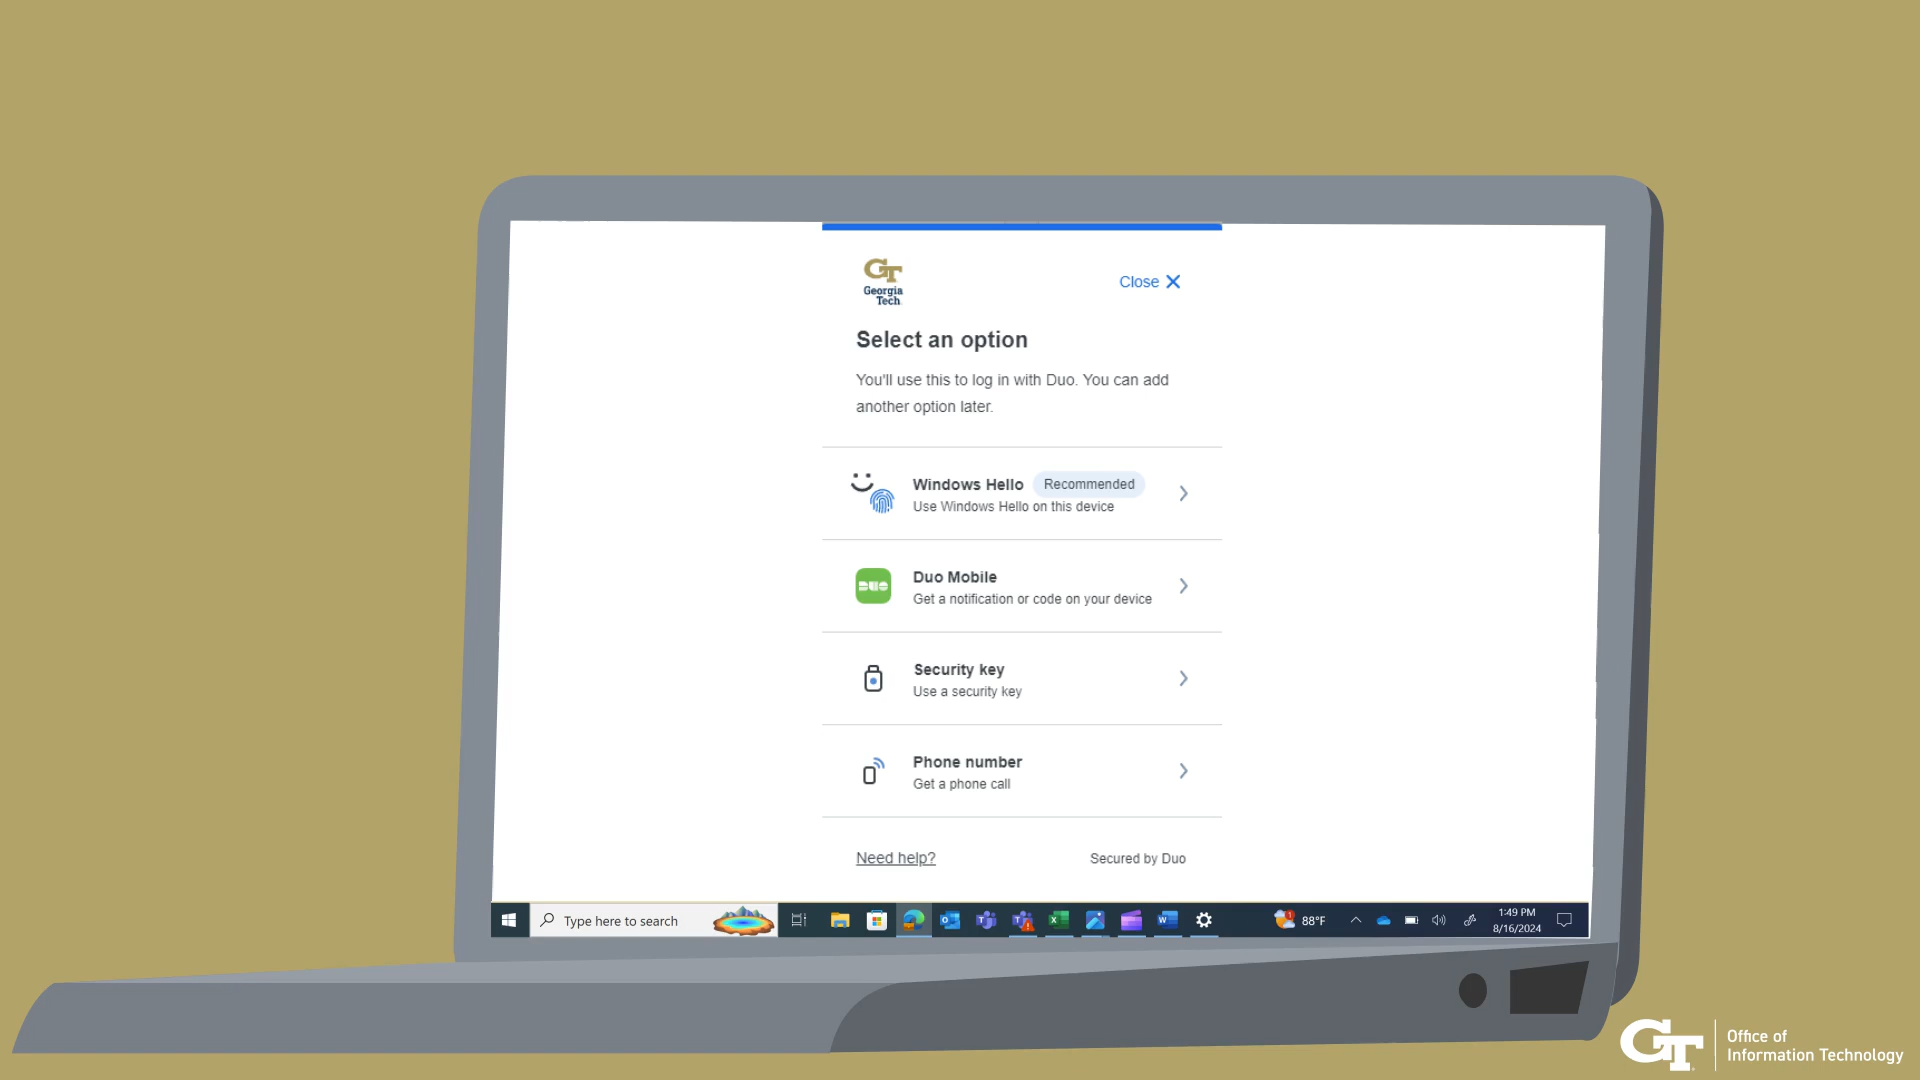 GT
Georgia
Tech
Close
Select an option
You'll use this to log in with Duo. You can add
another option later.
Windows Hello Recommended
Use Windows Hello on this device
DUO
Duo Mobile
Get a notification or code on your device
Security key
Use a security key
Phone number
Get a phone call
Need help? Secured by Duo
Type here to search
1
88°F
1:49 PM
8/16/2024
GT
Office of
Information Technology